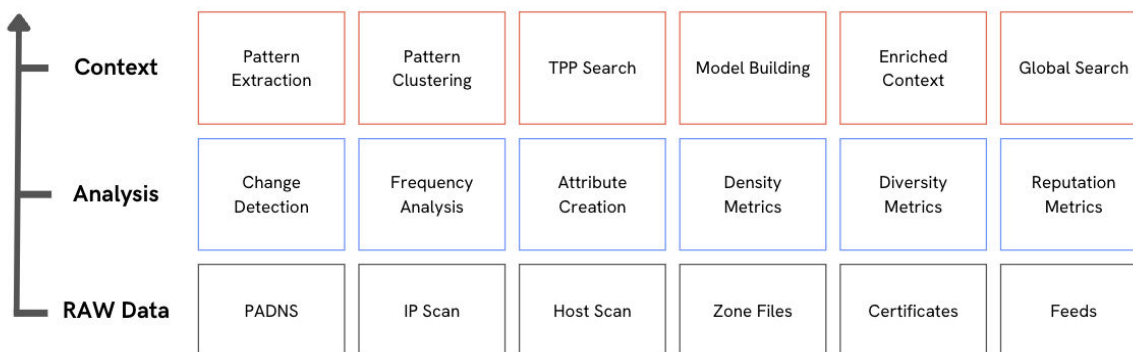 Context
Pattern
Extraction
Pattern
Clustering
TPP Search
Model Building
Enriched
Context
Global Search
Analysis
Change
Detection
Frequency
Analysis
Attribute
Creation
Density
Metrics
Diversity
Metrics
Reputation
Metrics
RAW Data
PADNS
IP Scan
Host Scan
Zone Files
Certificates
Feeds